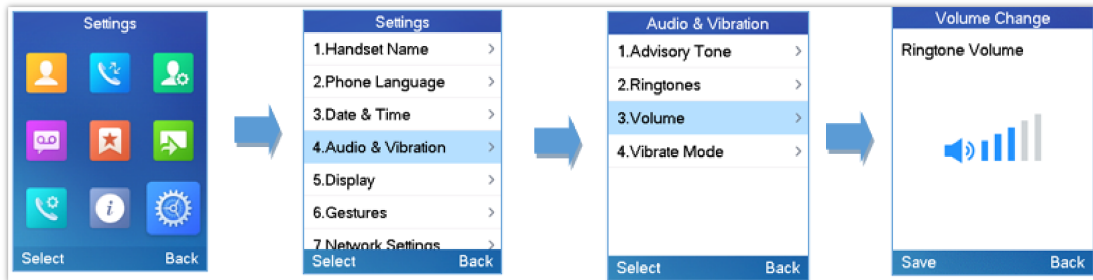 Settings
Select Back
Settings
1.Handset Name
2.Phone Language
3.Date & Time
4.Audio & Vibration
5.Display
6.Gestures
7.Network Settings
Select Back
Audio & Vibration
1.Advisory Tone
2.Ringtones
3.Volume
4.Vibrate Mode
Select Back
Volume Change
Ringtone Volume
Save Back